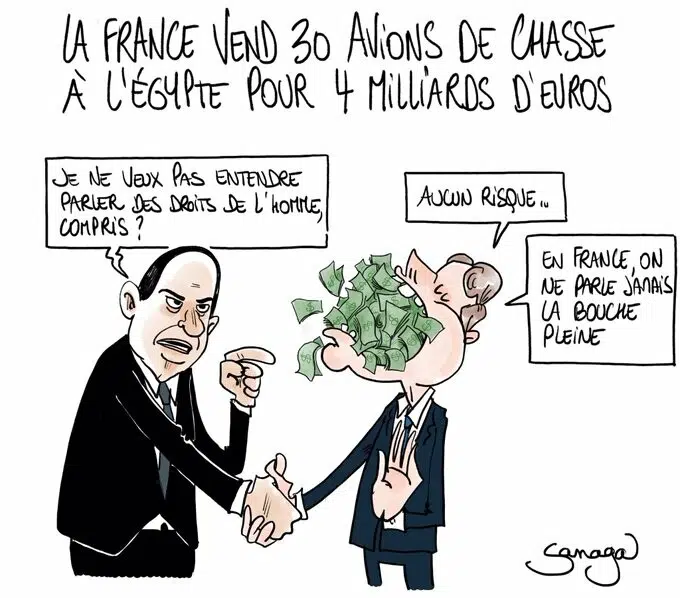 LA FRANCE VEND 30 AVIONS DE CHASSE
À L'ÉGYPTE POUR 4 MILLIARDS D'EUROS
JE NE VEUX PAS ENTENDRE
PARLER DES DROITS DE L'HOMME,
COMPRIS ?
AUCUN RISQUE...
EN FRANCE, ON
NE PARLE JAMAIS
LA BOUCHE
PLEINE
Sanaga